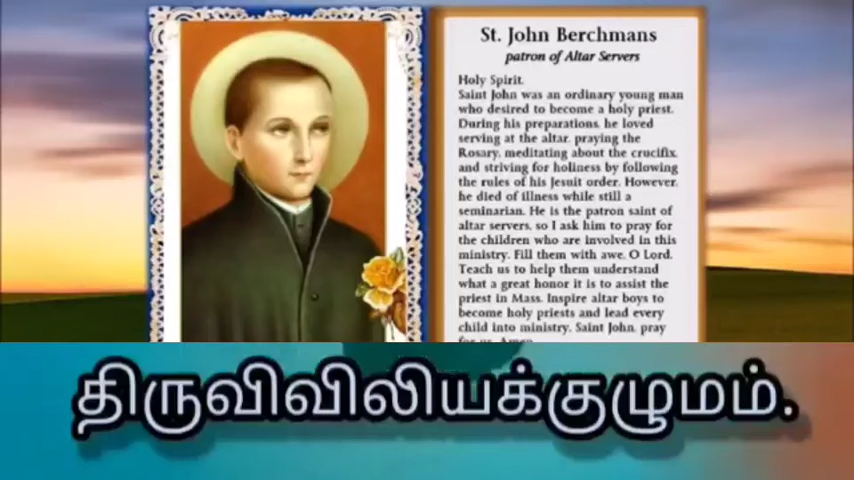 St. John Berchmans
patron of Altar Servers
Holy Spirit.
Saint John was an ordinary young man
who desired to become a holy priest.
During his preparations, he loved
serving at the altar, praying the
Rosary, meditating about the crucifix,
and striving for holiness by following
the rules of his Jesuit order. However,
he died of illness while still a
seminarian. He is the patron saint of
altar servers, so I ask him to pray for
the children who are involved in this
ministry. Fill them with awe, O Lord.
Teach us to help them understand
what a great honor it is to assist the
priest in Mass. Inspire altar boys to
become holy priests and lead every
child into ministry. Saint John, pray
for us. Amen.
திருவிவிலியக்குழுமம்.